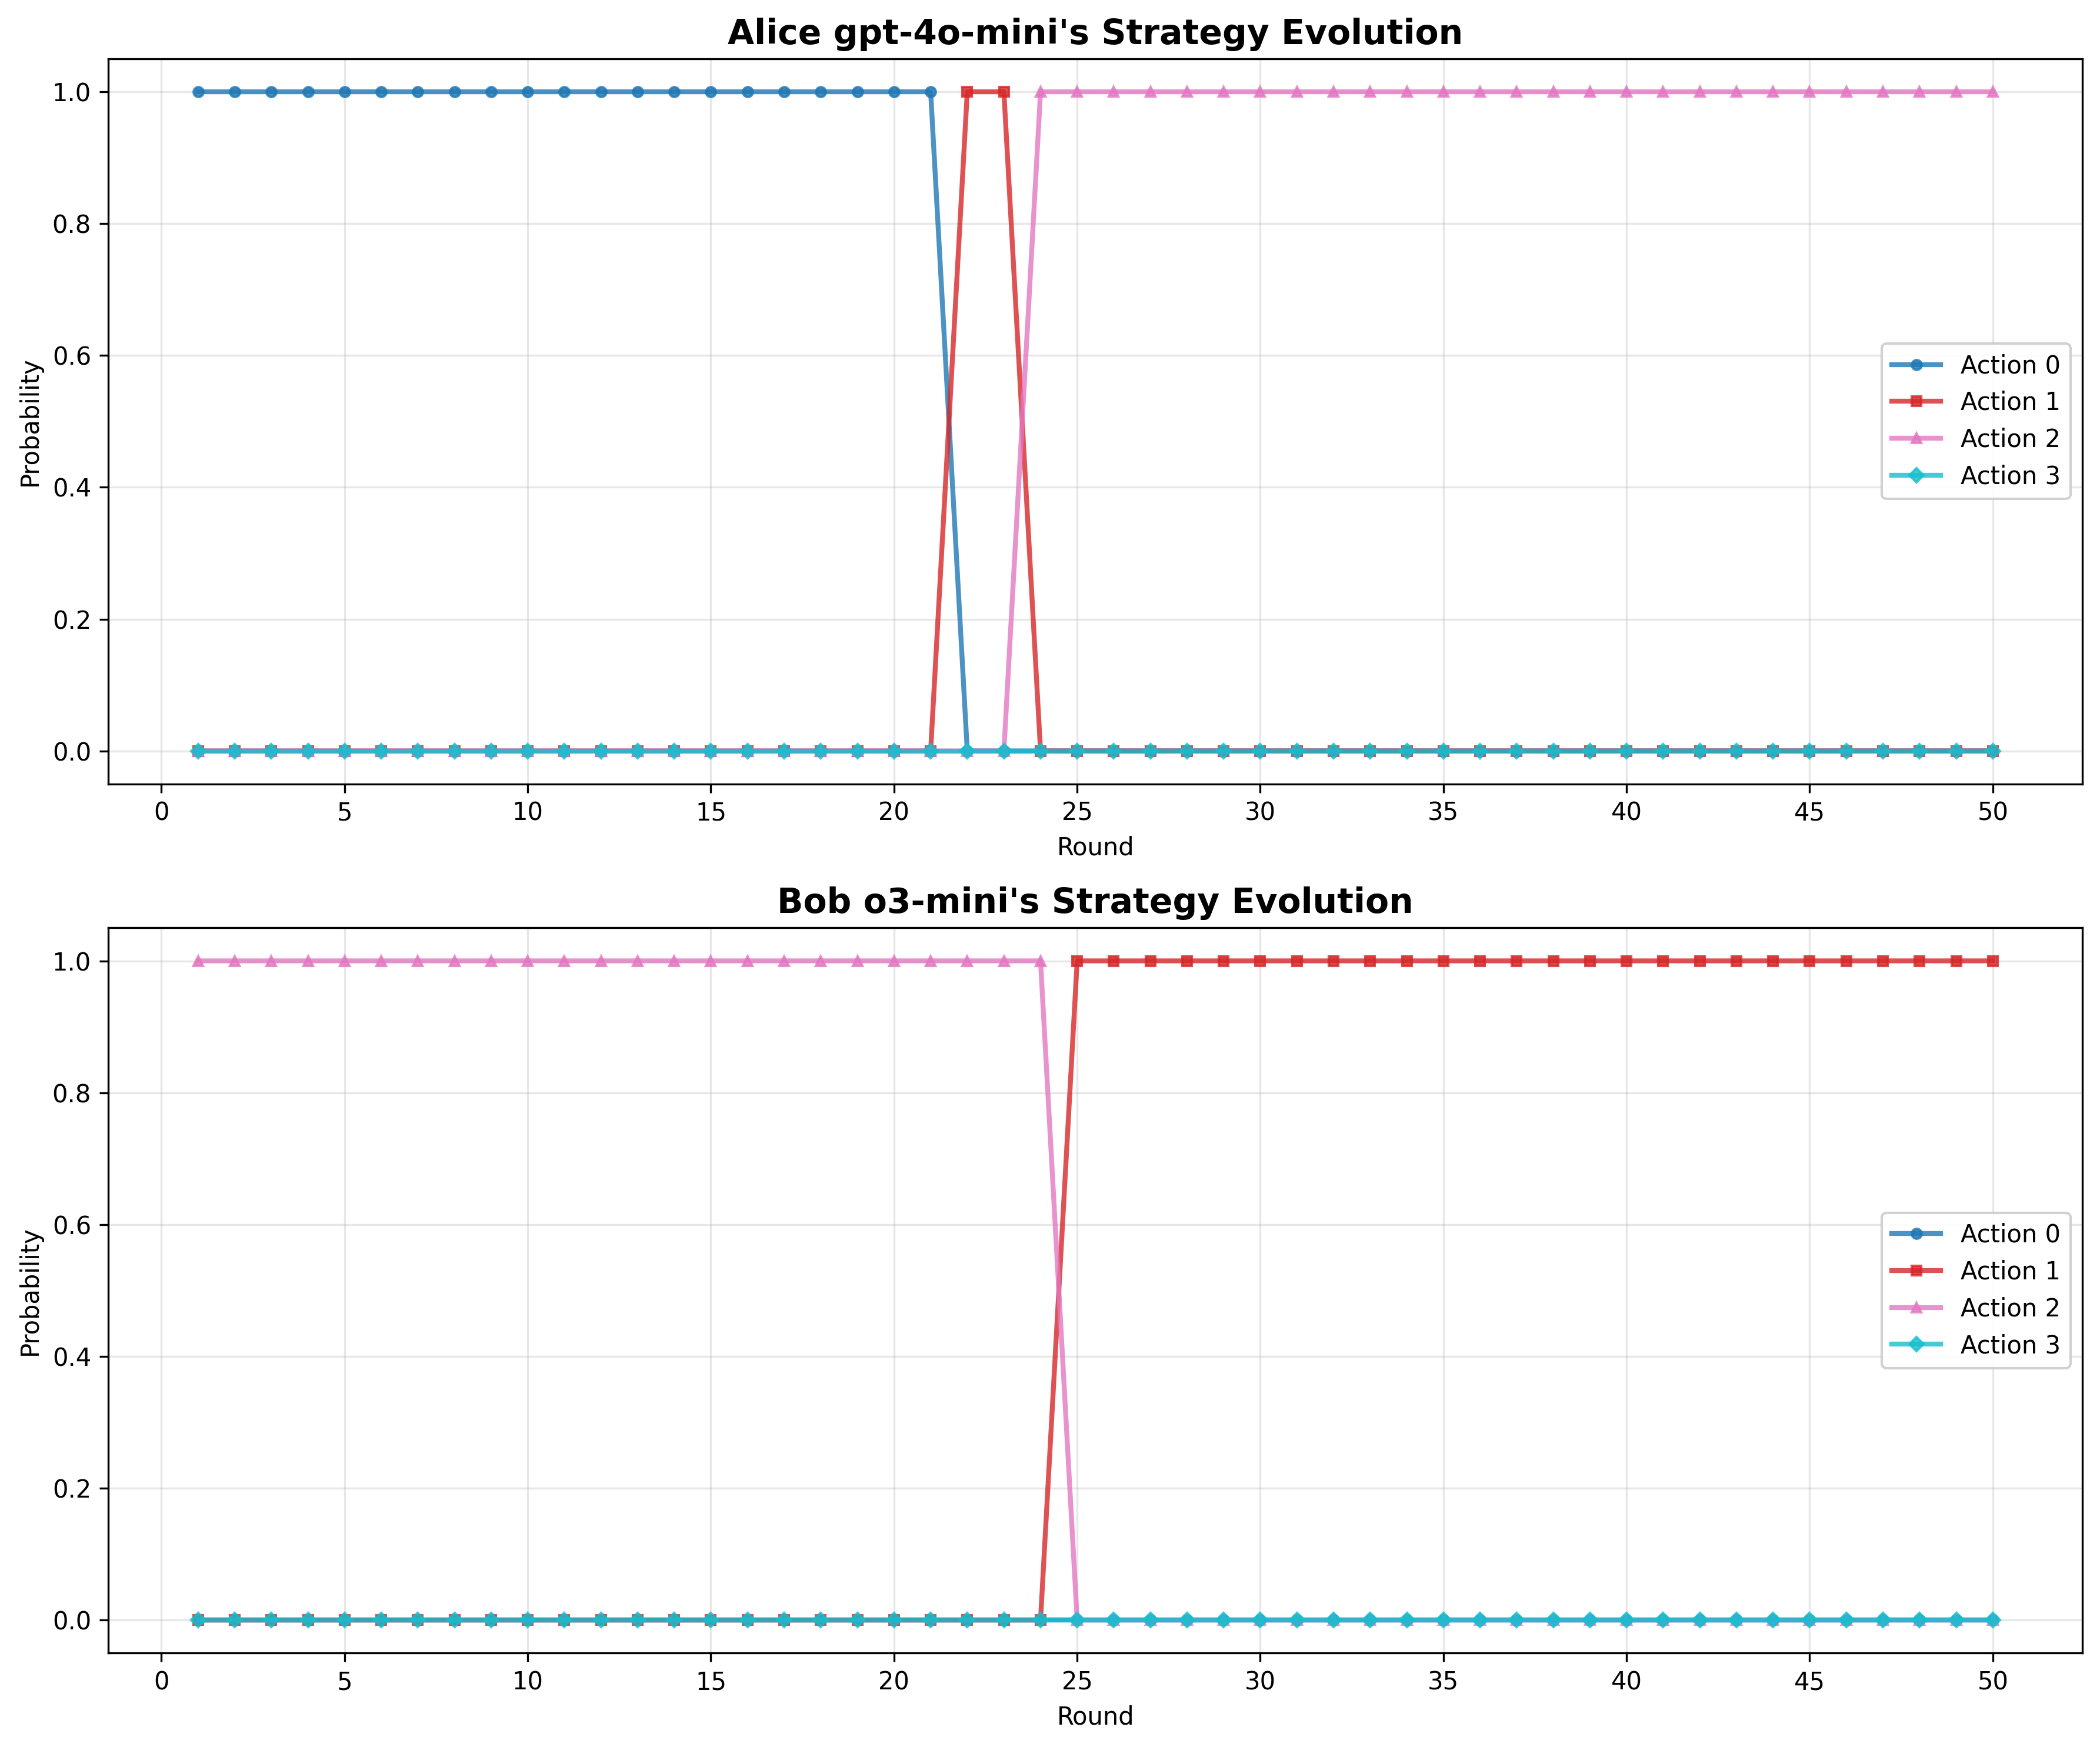 Alice gpt-4o-mini's Strategy Evolution
1.0
0.8
0.6
0.4
0.2
0.0
Probability
Action 0
Action 1
Action 2
Action 3
0 5 10 15 20 25 30 35 40 45 50
Round
Bob o3-mini's Strategy Evolution
1.0
0.8
0.6
0.4
0.2
0.0
Probability
Action 0
Action 1
Action 2
Action 3
0 5 10 15 20 25 30 35 40 45 50
Round